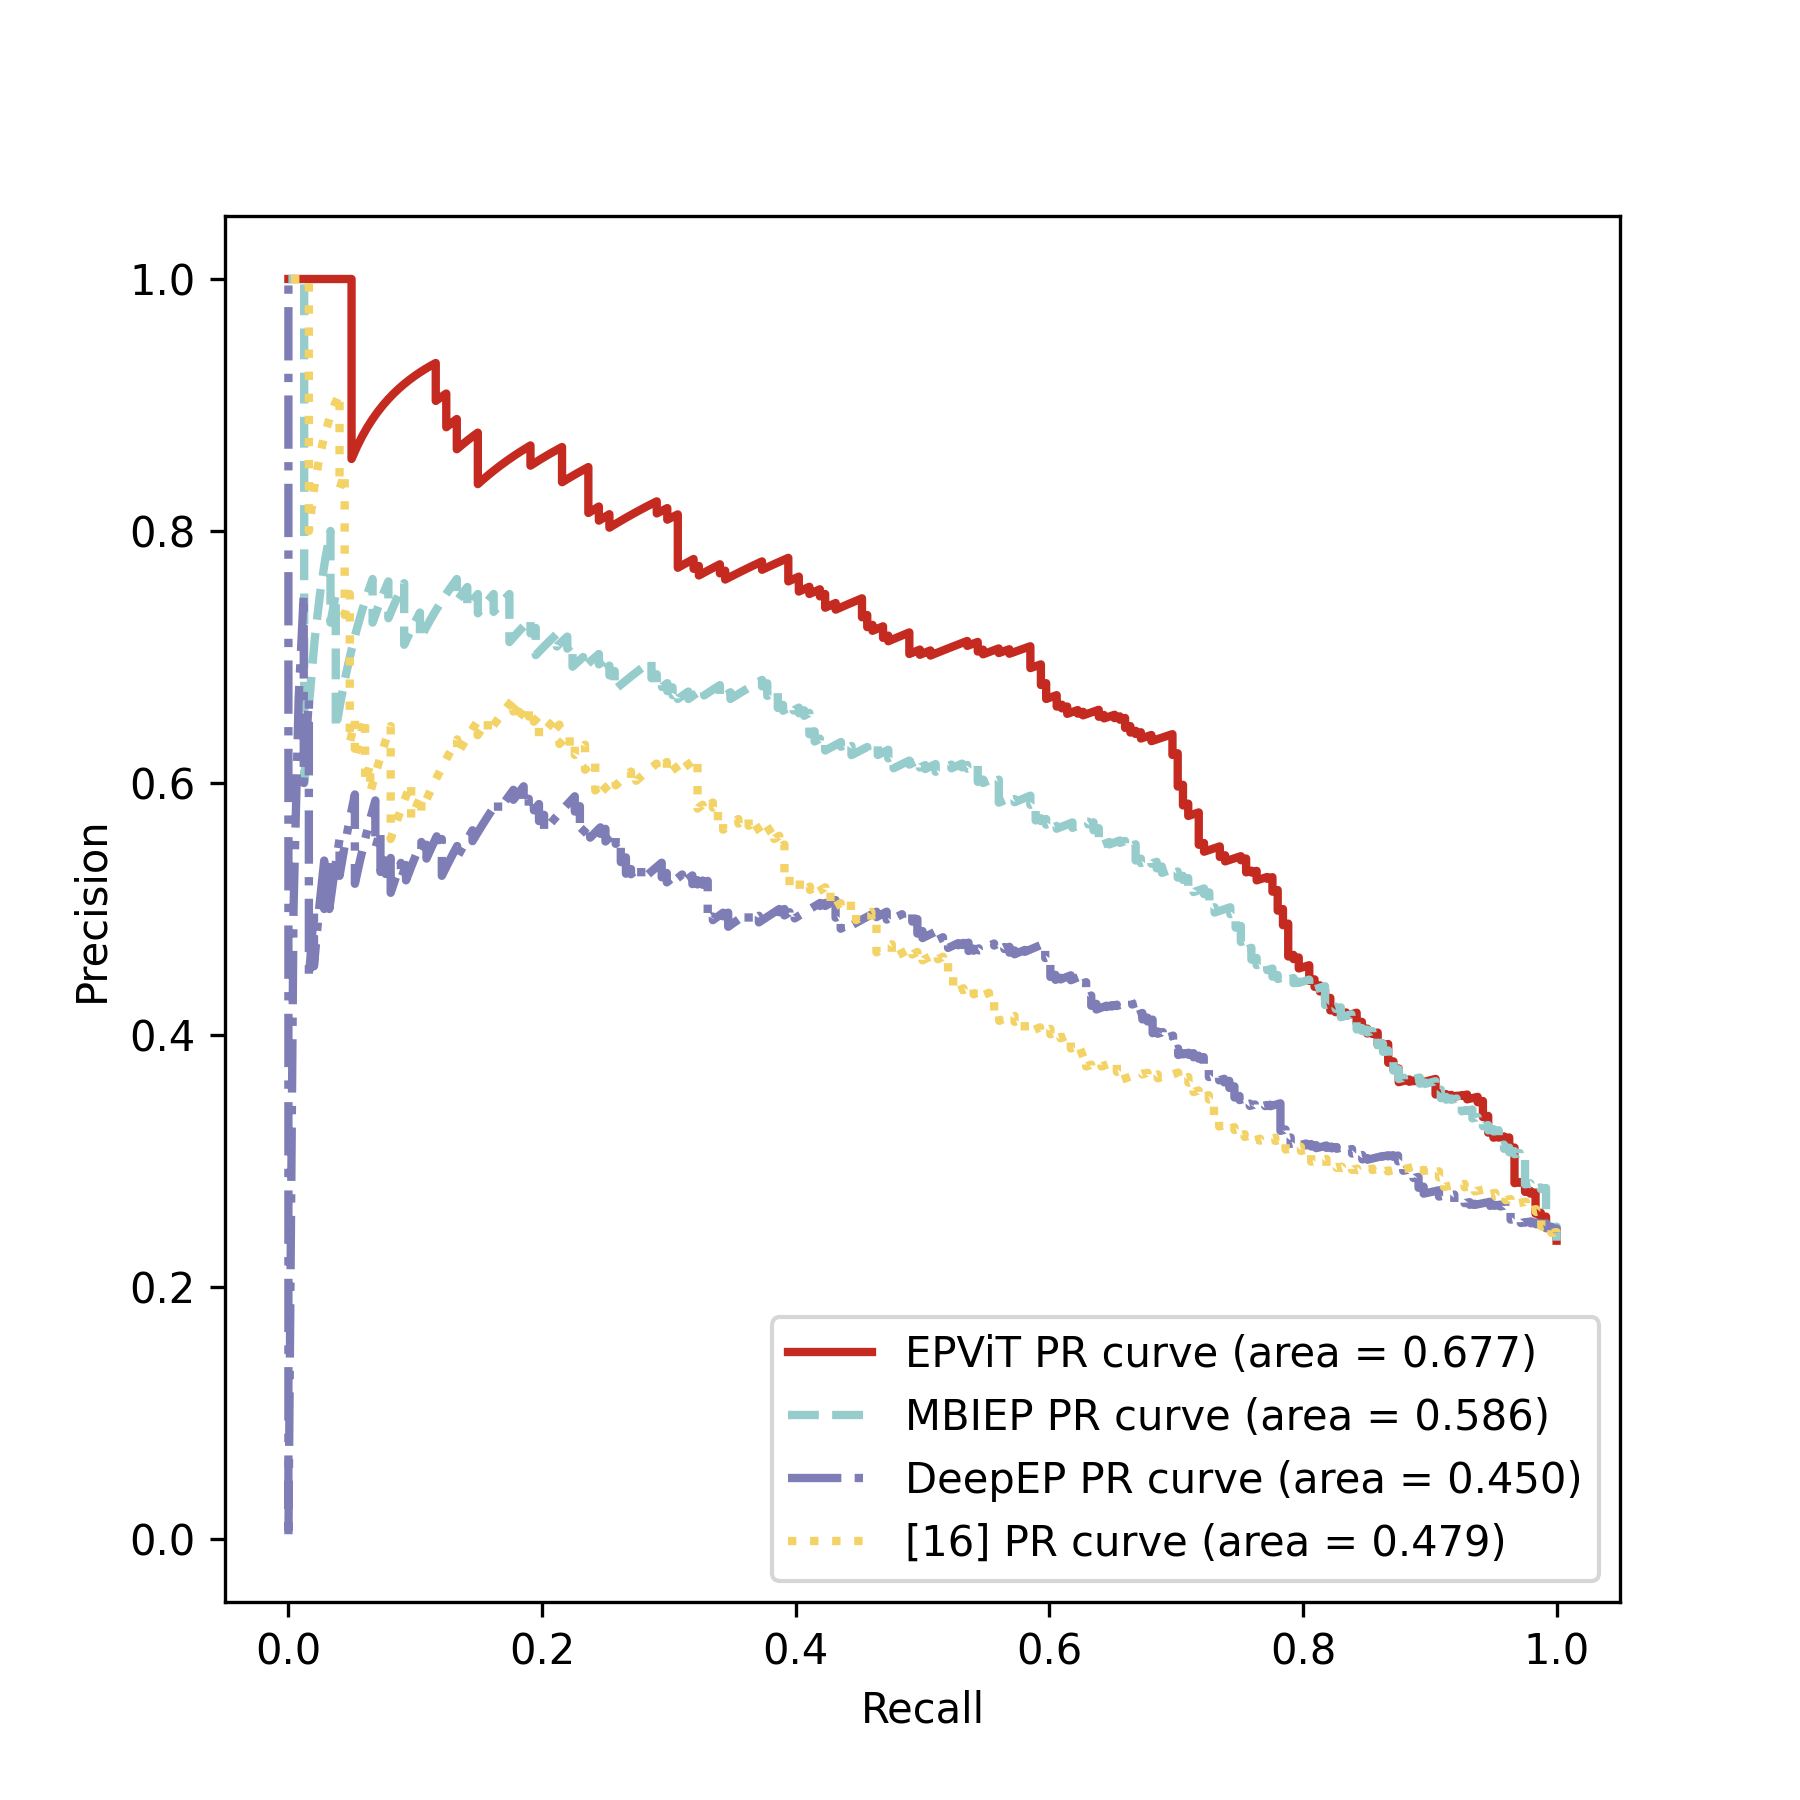 1.0
0.8
0.6
0.4
0.2
0.0
Precision
0.0 0.2 0.4 0.6 0.8 1.0
Recall
EPViT PR curve (area = 0.677)
MBIEP PR curve (area = 0.586)
DeepEP PR curve (area = 0.450)
[16] PR curve (area = 0.479)